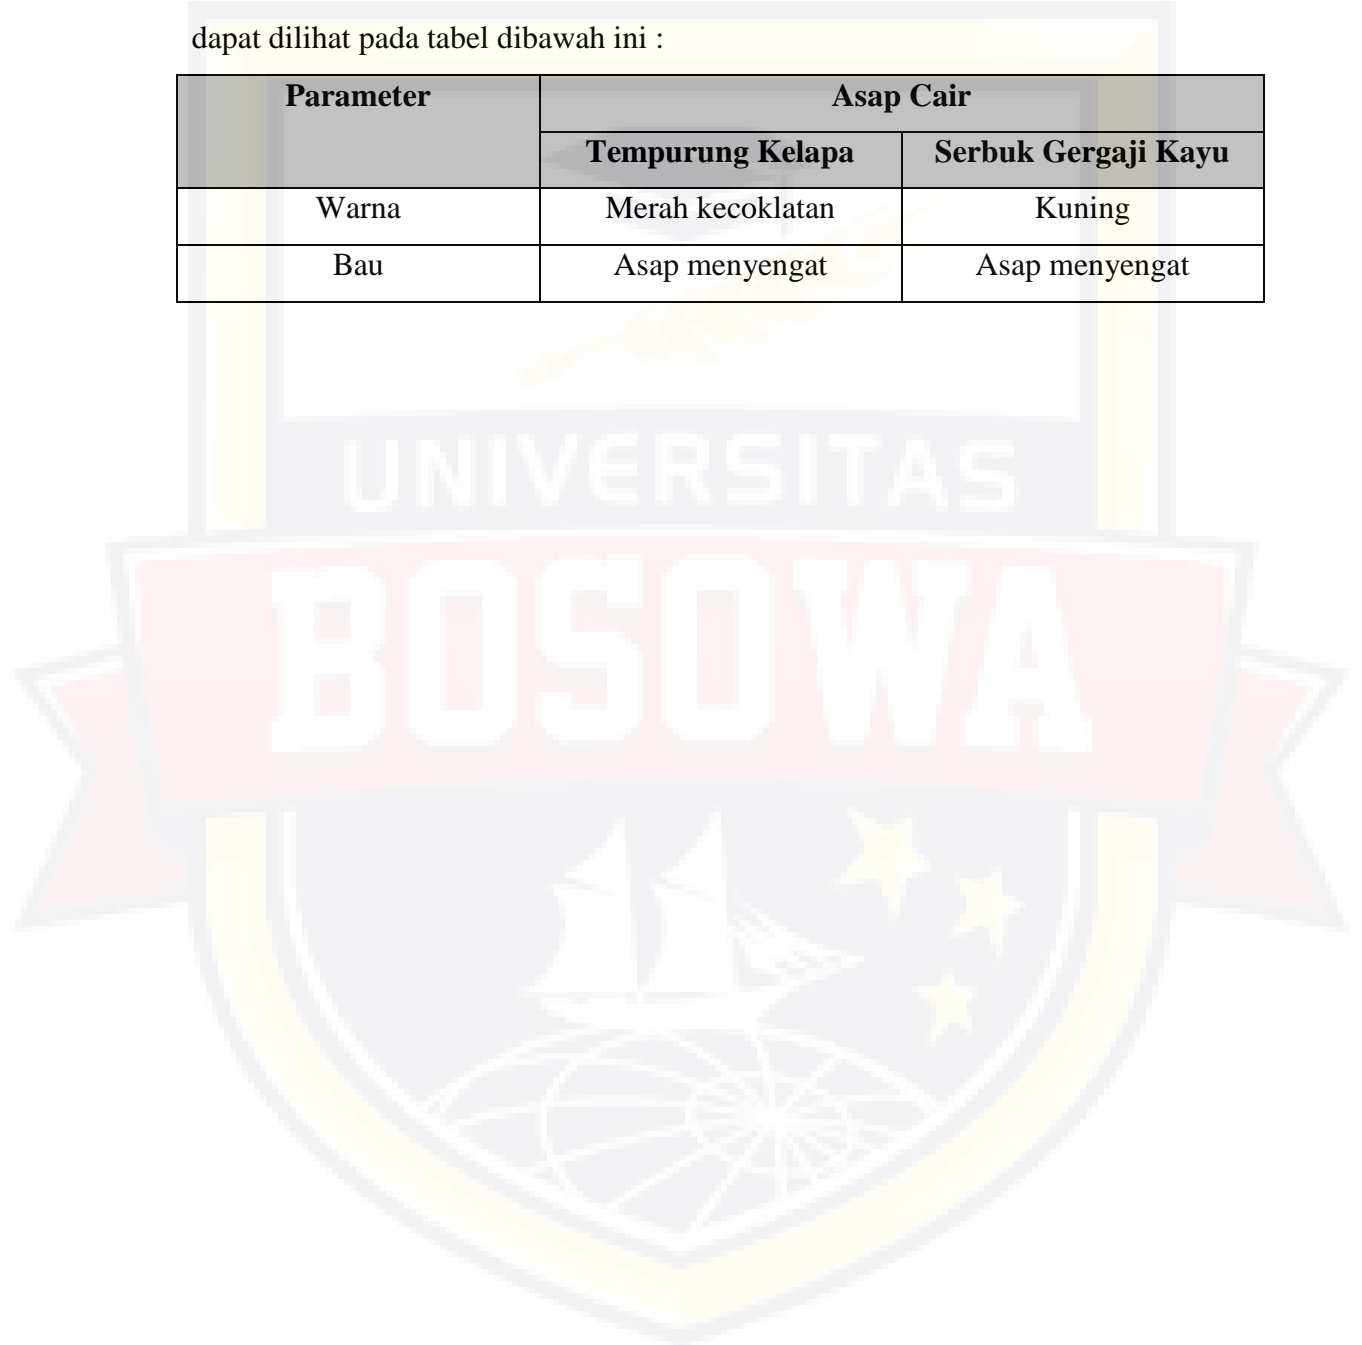 dapat dilihat pada tabel dibawah ini :
Parameter Asap Cair
Tempurung Kelapa Serbuk Gergaji Kayu
Warna Merah kecoklatan Kuning
Bau Asap menyengat Asap menyengat
UNIVERSITAS
BOSOWA